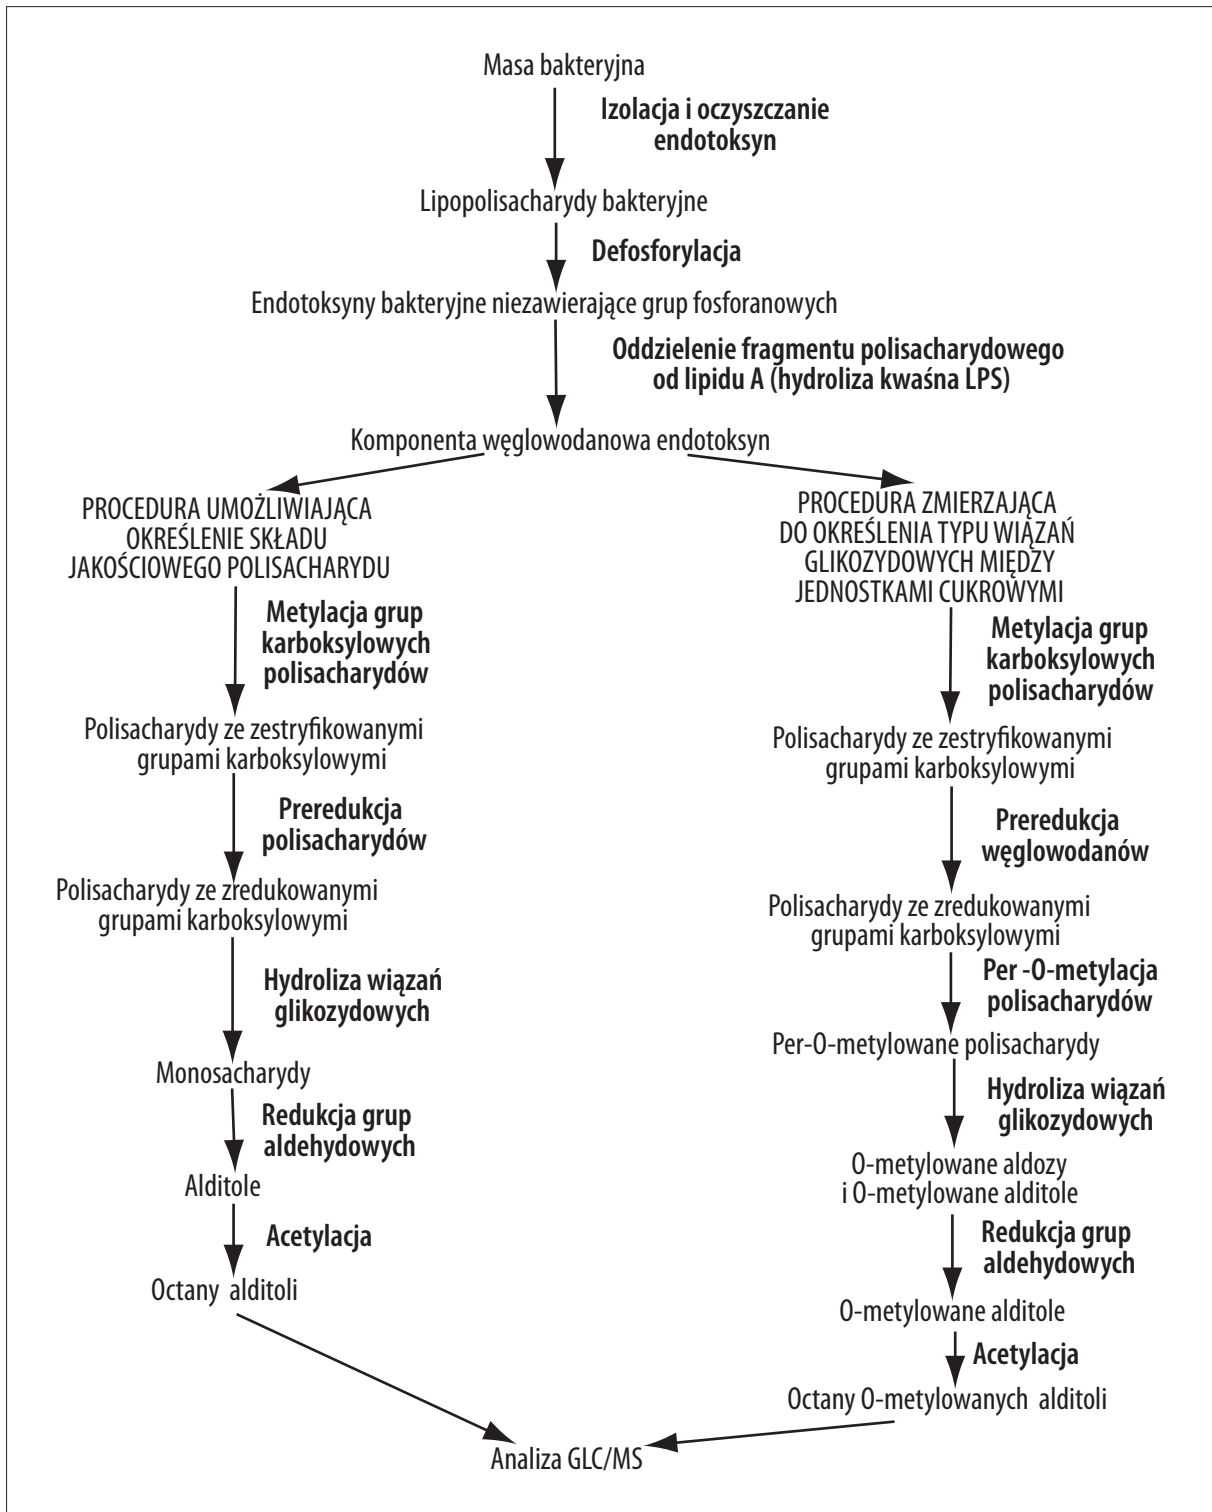 Masa bakteryjna
Izolacja i oczyszczanie
endotoksyn
Lipopolisacharydy bakteryjne
Defosforylacja
Endotoksyny bakteryjne niezawierające grup fosforanowych
Oddzielenie fragmentu polisacharydowego
od lipidu A (hydroliza kwaśna LPS)
Komponenta węglowodanowa endotoksyn
PROCEDURA UMOŻLIWIAJĄCA
OKREŚLENIE SKŁADU
JAKOŚCIOWEGO POLISACHARYDU
Metylacja grup
karboksylowych
polisacharydów
Polisacharydy ze zestryfikowanymi
grupami karboksylowymi
Preredukcja
polisacharydów
Polisacharydy ze zredukowanymi
grupami karboksylowymi
Hydroliza wiązań
glikozydowych
Monosacharydy
Redukcja grup
aldehydowych
Alditole
Acetylacja
Octany alditoli
PROCEDURA ZMIERZAJĄCA
DO OKREŚLENIA TYPU WIĄZAŃ
GLIKOZYDOWYCH MIĘDZY
JEDNOSTKAMI CUKROWYMI
Metylacja grup
karboksylowych
polisacharydów
Polisacharydy ze zestryfikowanymi
grupami karboksylowymi
Preredukcja
węglowodanów
Polisacharydy ze zredukowanymi
grupami karboksylowymi
Per -O-metylacja
polisacharydów
Per-O-metylowane polisacharydy
Hydroliza wiązań
glikozydowych
O-metylowane aldozy
i O-metylowane alditole
Redukcja grup
aldehydowych
O-metylowane alditole
Acetylacja
Octany O-metylowanych alditoli
Analiza GLC/MS